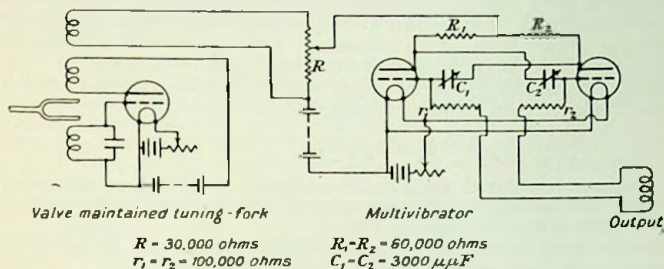 R₁ R₂
R C₁ C₂
r₁ r₂
Valve maintained tuning-fork Multivibrator Output
R = 30,000 ohms R₁=R₂ = 60,000 ohms
r₁ = r₂ = 100,000 ohms C₁=C₂ = 3000 μμF